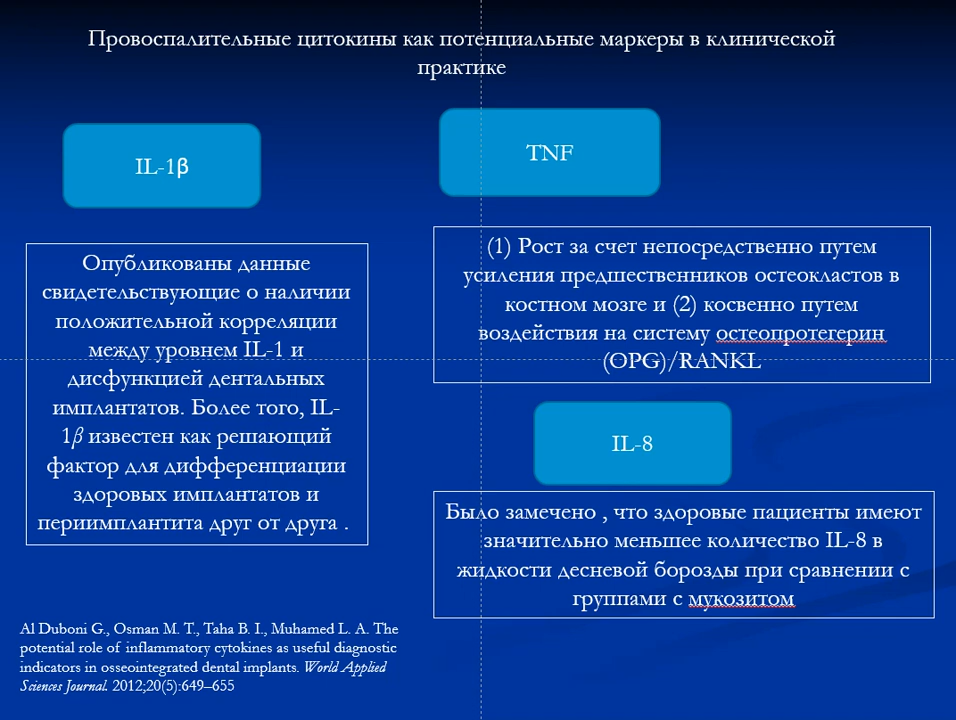 Провоспалительные цитокины как потенциальные маркеры в клинической
практике
IL-1β
Опубликованы данные
свидетельствующие о наличии
положительной корреляции
между уровнем IL-1 и
дисфункцией дентальных
имплантатов. Более того, IL-
1β известен как решающий
фактор для дифференциации
здоровых имплантатов и
периимплантита друг от друга .
TNF
(1) Рост за счет непосредственно путем
усиления предшественников остеокластов в
костном мозге и (2) косвенно путем
воздействия на систему остеопротегерин
(OPG)/RANKL
IL-8
Было замечено , что здоровые пациенты имеют
значительно меньшее количество IL-8 в
жидкости десневой борозды при сравнении с
группами с мукозитом
Al Duboni G., Osman M. T., Taha B. I., Muhamed L. A. The
potential role of inflammatory cytokines as useful diagnostic
indicators in osseointegrated dental implants. World Applied
Sciences Journal. 2012;20(5):649–655